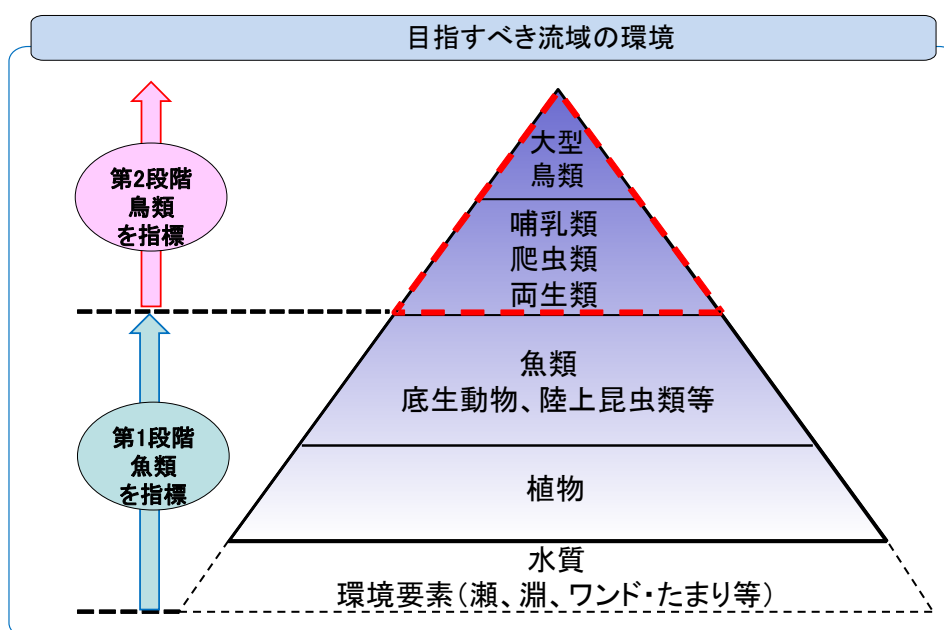 目指すべき流域の環境
第2段階
鳥類
を指標
大型
鳥類
哺乳類
爬虫類
両生類
第1段階
魚類
を指標
魚類
底生動物、陸上昆虫類等
植物
水質
環境要素（瀬、淵、ワンド・たまり等）